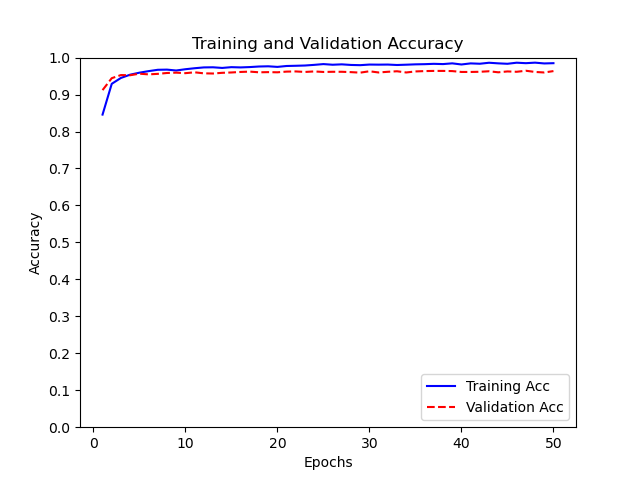 Training and Validation Accuracy
1.0
0.9
0.8
0.7
0.6
0.5
0.4
0.3
0.2
0.1
0.0
Accuracy
Training Acc
Validation Acc
0 10 20 30 40 50
Epochs